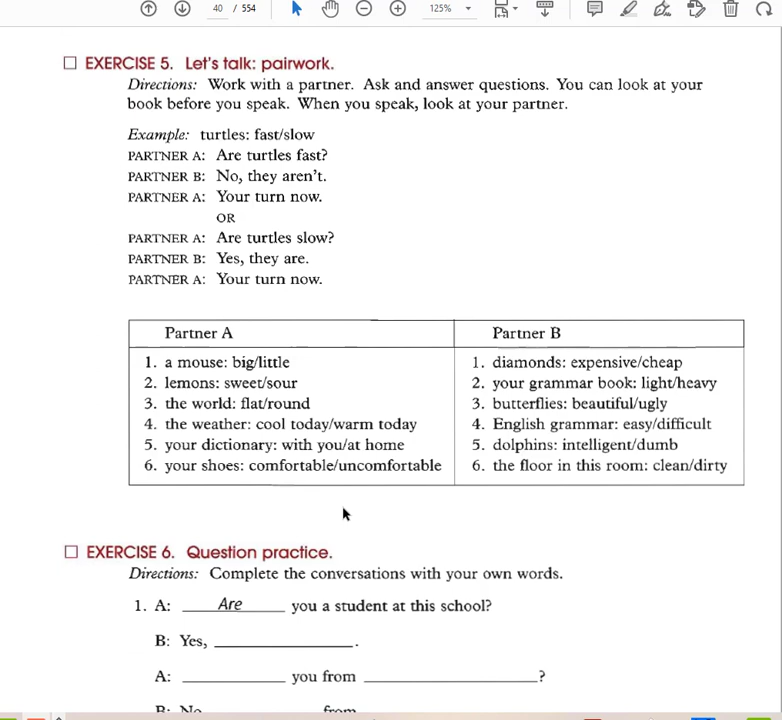 40 / 554 125%
EXERCISE 5. Let's talk: pairwork.
Directions: Work with a partner. Ask and answer questions. You can look at your
book before you speak. When you speak, look at your partner.
Example: turtles: fast/slow
PARTNER A: Are turtles fast?
PARTNER B: No, they aren't.
PARTNER A: Your turn now.
OR
PARTNER A: Are turtles slow?
PARTNER B: Yes, they are.
PARTNER A: Your turn now.
Partner A
1. a mouse: big/little
2. lemons: sweet/sour
3. the world: flat/round
4. the weather: cool today/warm today
5. your dictionary: with you/at home
6. your shoes: comfortable/uncomfortable
Partner B
1. diamonds: expensive/cheap
2. your grammar book: light/heavy
3. butterflies: beautiful/ugly
4. English grammar: easy/difficult
5. dolphins: intelligent/dumb
6. the floor in this room: clean/dirty
EXERCISE 6. Question practice.
Directions: Complete the conversations with your own words.
1. A: Are you a student at this school?
B: Yes, ____________.
A: ____________ you from ____________?
B: No from